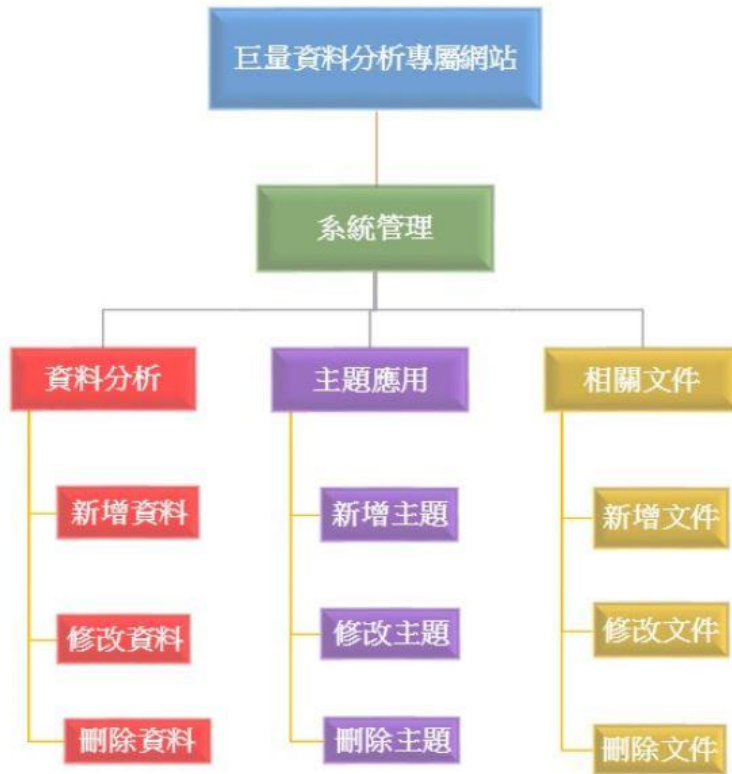 巨量資料分析專屬網站
系統管理
資料分析
主題應用
相關文件
新增資料
新增主題
新增文件
修改資料
修改主題
修改文件
刪除資料
刪除主題
刪除文件